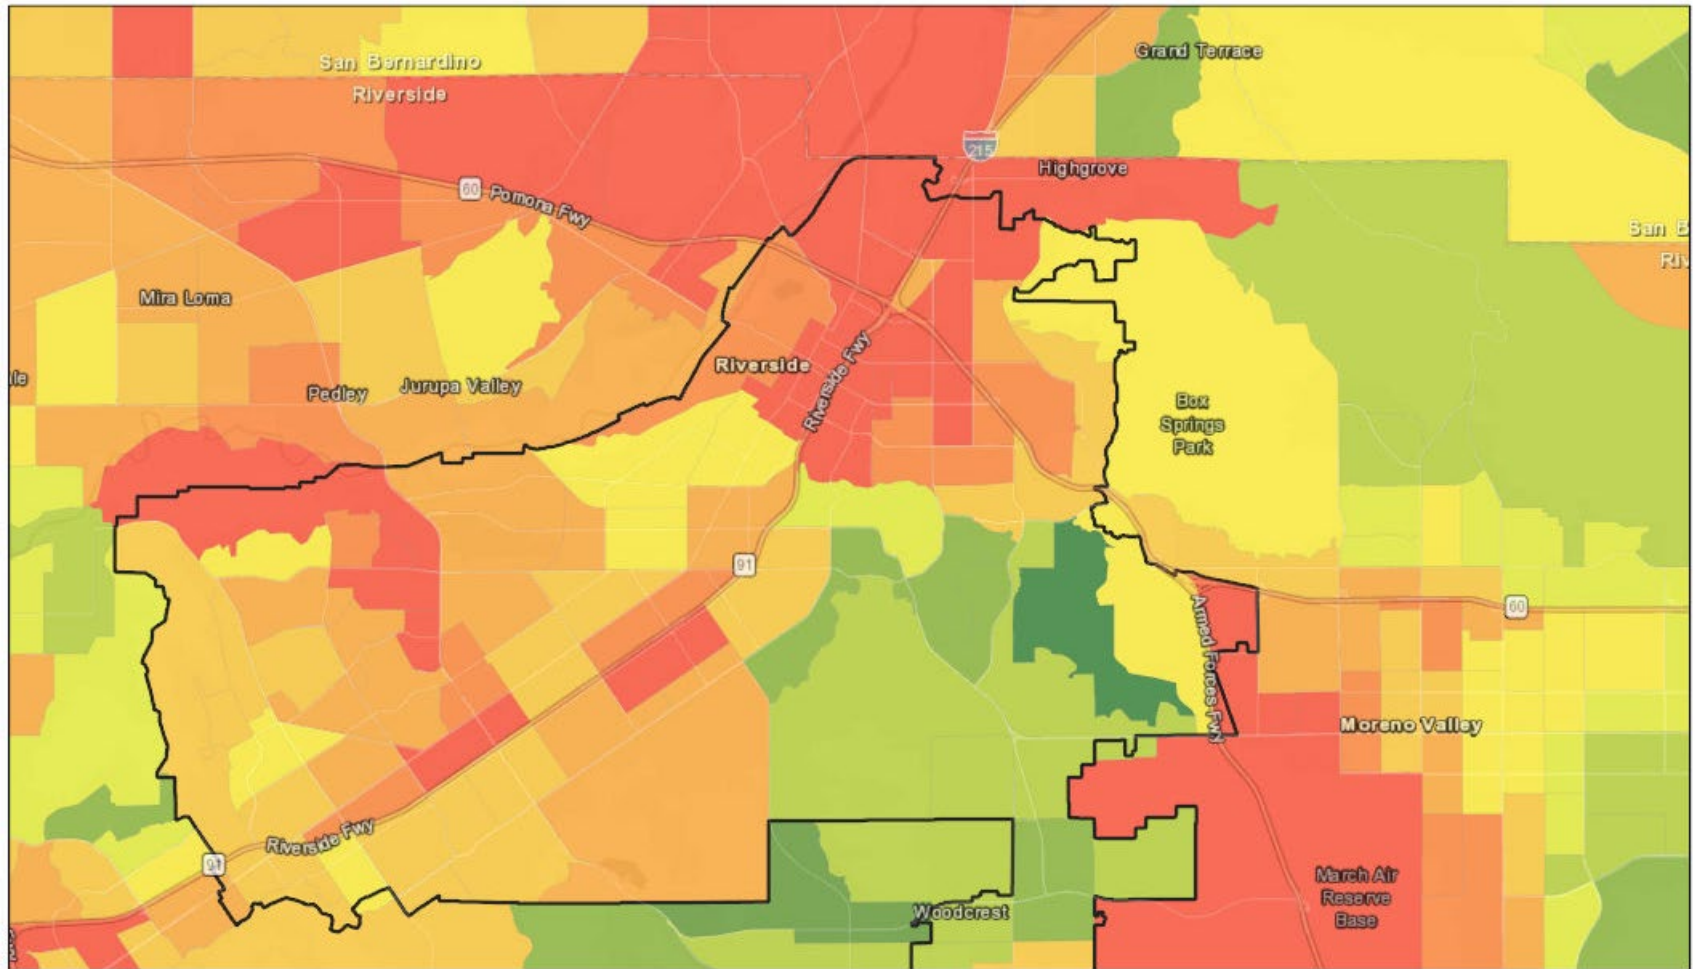 Grand Terrace
San Bernardino
Riverside
215
Highgrove
60
Pomona Fwy
San B
Riv
Mira Loma
Riverside
Riverside Fwy
Pedley
Jurupa Valley
Box
Springs
Park
91
60
Armed Forces Fwy
Moreno Valley
Riverside Fwy
91
March Air
Reserve
Base
Woodcrest